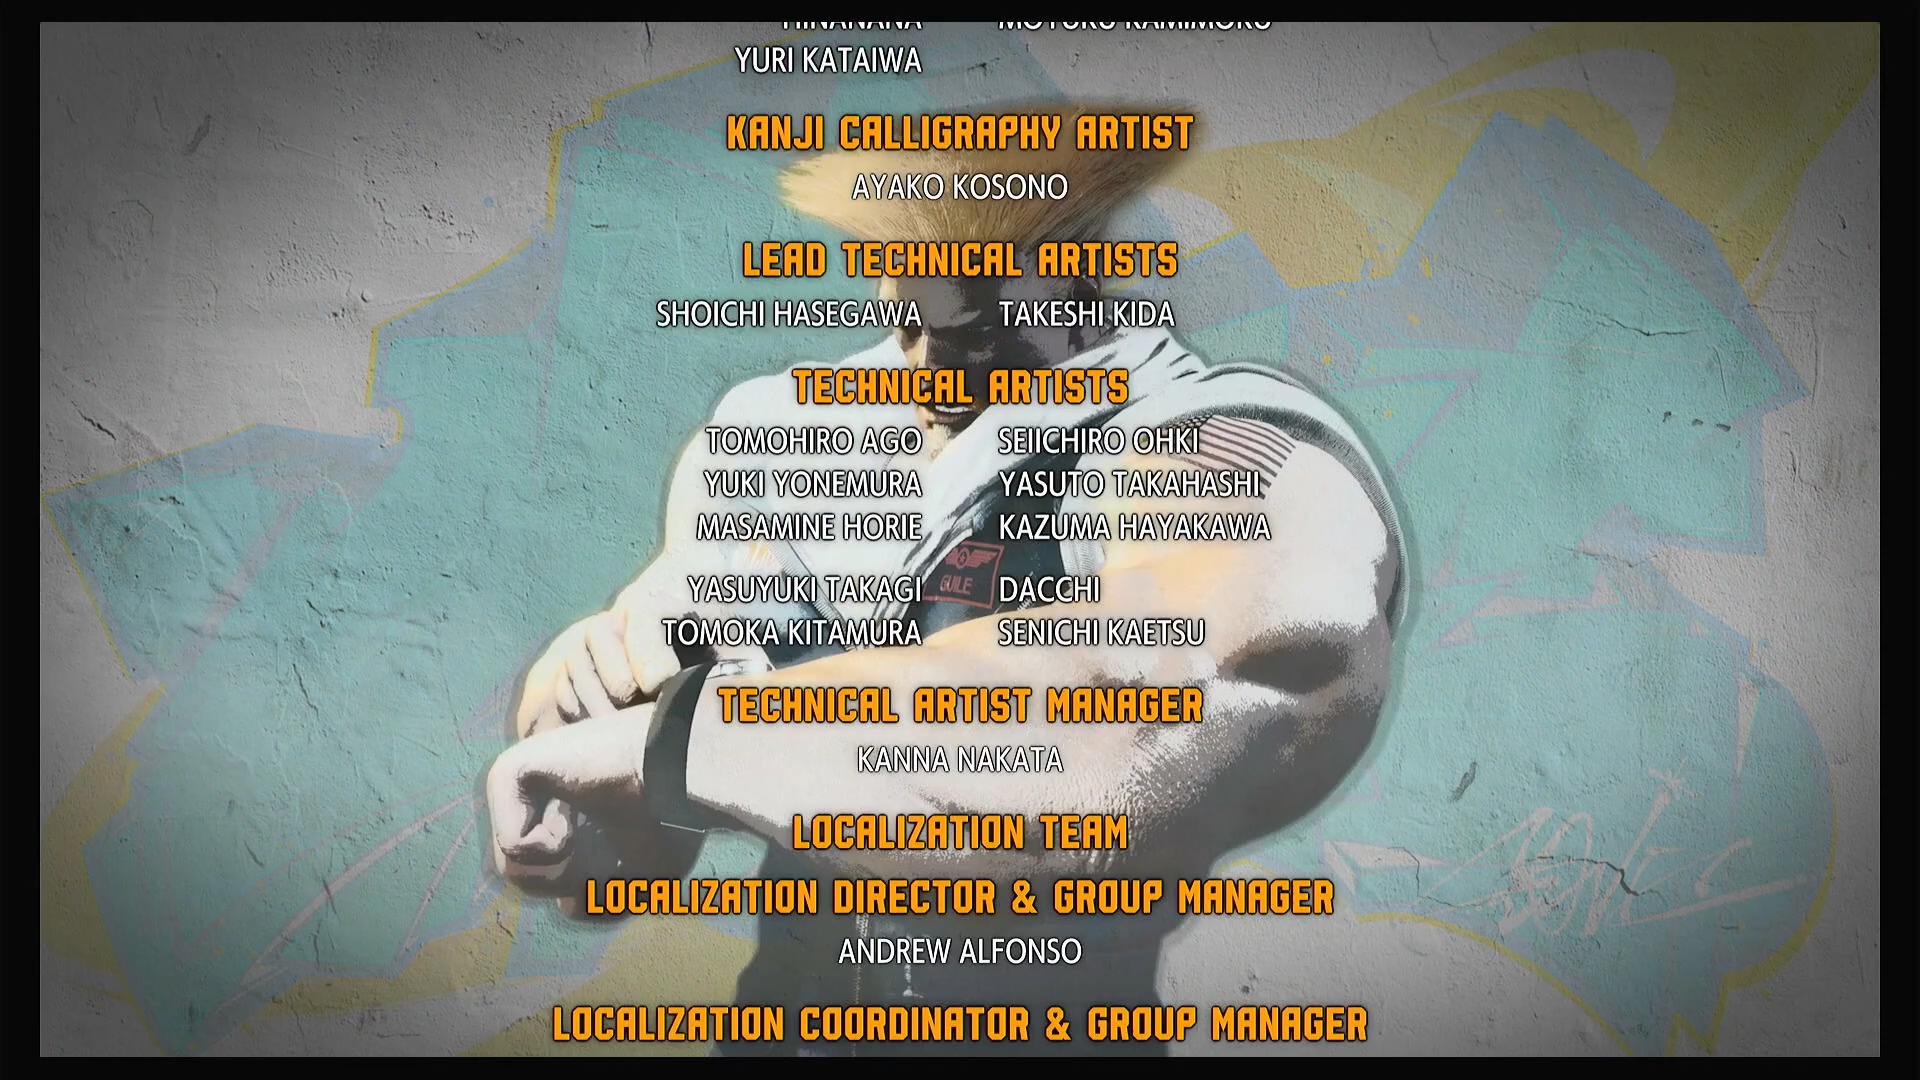 YURI KATAIWA
KANJI CALLIGRAPHY ARTIST
AYAKO KOSONO
LEAD TECHNICAL ARTISTS
SHOICHI HASEGAWA TAKESHI KIDA
TECHNICAL ARTISTS
TOMOHIRO AGO SEIICHIRO OHKI
YUKI YONEMURA YASUTO TAKAHASHI
MASAMINE HORIE KAZUMA HAYAKAWA
GUILE
YASUYUKI TAKAGI DACCHI
TOMOKA KITAMURA SENICHI KAETSU
TECHNICAL ARTIST MANAGER
KANNA NAKATA
LOCALIZATION TEAM
LOCALIZATION DIRECTOR & GROUP MANAGER
ANDREW ALFONSO
LOCALIZATION COORDINATOR & GROUP MANAGER